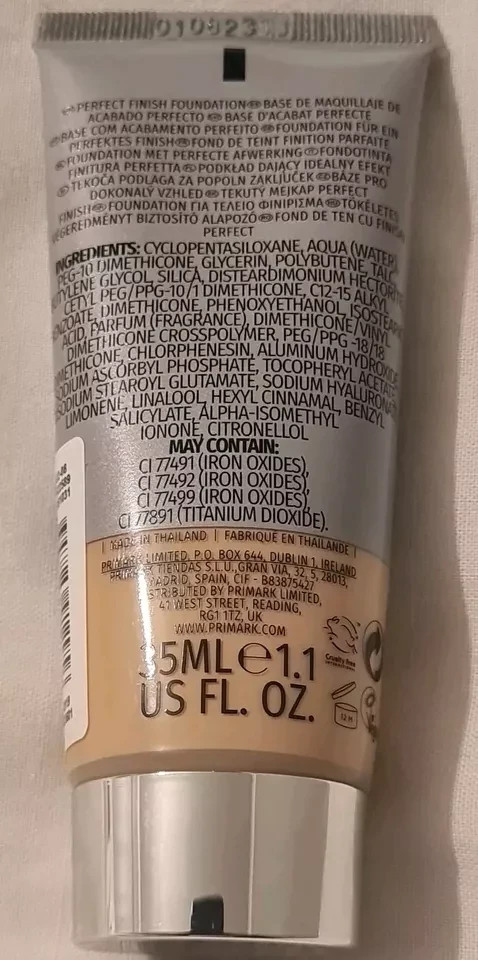 PERFECT FINISH FOUNDATION BASE DE MAQUILLAJE DE
ACABADO PERFECTO BASE D'ACABAT PERFECTE
BASE COM ACABAMENTO PERFEITO FOUNDATION FÜR EIN
PERFEKTES FINISH FOND DE TEINT FINITION PARFAITE
FOUNDATION MET PERFECTE AFWERKING FONDOTINTA
FINITURA PERFETTA PODKŁAD DAJĄCY IDEALNY EFEKT
TEKOČA PODLAGA ZA POPOLN ZAKLJUČEK BÁZE PRO
DOKONALÝ VZHLED TEKUTÝ MEJKAP PERFECT
FINISH FOUNDATION ΓΙΑ ΤΕΛΕΙΟ ΦΙΝΙΡΙΣΜΑ TÖKÉLETES
VÉGEREDMÉNYT BIZTOSÍTÓ ALAPOZÓ FOND DE TEN CU FINISH
PERFECT
INGREDIENTS: CYCLOPENTASILOXANE, AQUA (WATER),
PEG-10 DIMETHICONE, GLYCERIN, POLYBUTENE, TALC,
BUTYLENE GLYCOL, SILICA, DISTEARDIMONIUM HECTORITE,
CETYL PEG/PPG-10/1 DIMETHICONE, C12-15 ALKYL
BENZOATE, DIMETHICONE, PHENOXYETHANOL, ISOSTEARIC
ACID, PARFUM (FRAGRANCE), DIMETHICONE/VINYL
DIMETHICONE CROSSPOLYMER, PEG/PPG -18/18
DIMETHICONE, CHLORPHENESIN, ALUMINUM HYDROXIDE,
SODIUM ASCORBYL PHOSPHATE, TOCOPHERYL ACETATE,
SODIUM STEAROYL GLUTAMATE, SODIUM HYALURONATE,
LIMONENE, LINALOOL, HEXYL CINNAMAL, BENZYL
SALICYLATE, ALPHA-ISOMETHYL
IONONE, CITRONELLOL
MAY CONTAIN:
CI 77491 (IRON OXIDES),
CI 77492 (IRON OXIDES),
CI 77499 (IRON OXIDES),
CI 77891 (TITANIUM DIOXIDE).
MADE IN THAILAND | FABRIQUE EN THAILANDE |
PRIMARK LIMITED, P.O. BOX 644, DUBLIN 1, IRELAND
PRIMARK TIENDAS S.L.U., GRAN VIA, 32, 5, 28013,
MADRID, SPAIN, CIF - B83875427
DISTRIBUTED BY PRIMARK LIMITED,
41 WEST STREET, READING,
RG1 1TZ, UK
WWW.PRIMARK.COM
35ML e 1.1
US FL. OZ.
Cruelty free
12 M